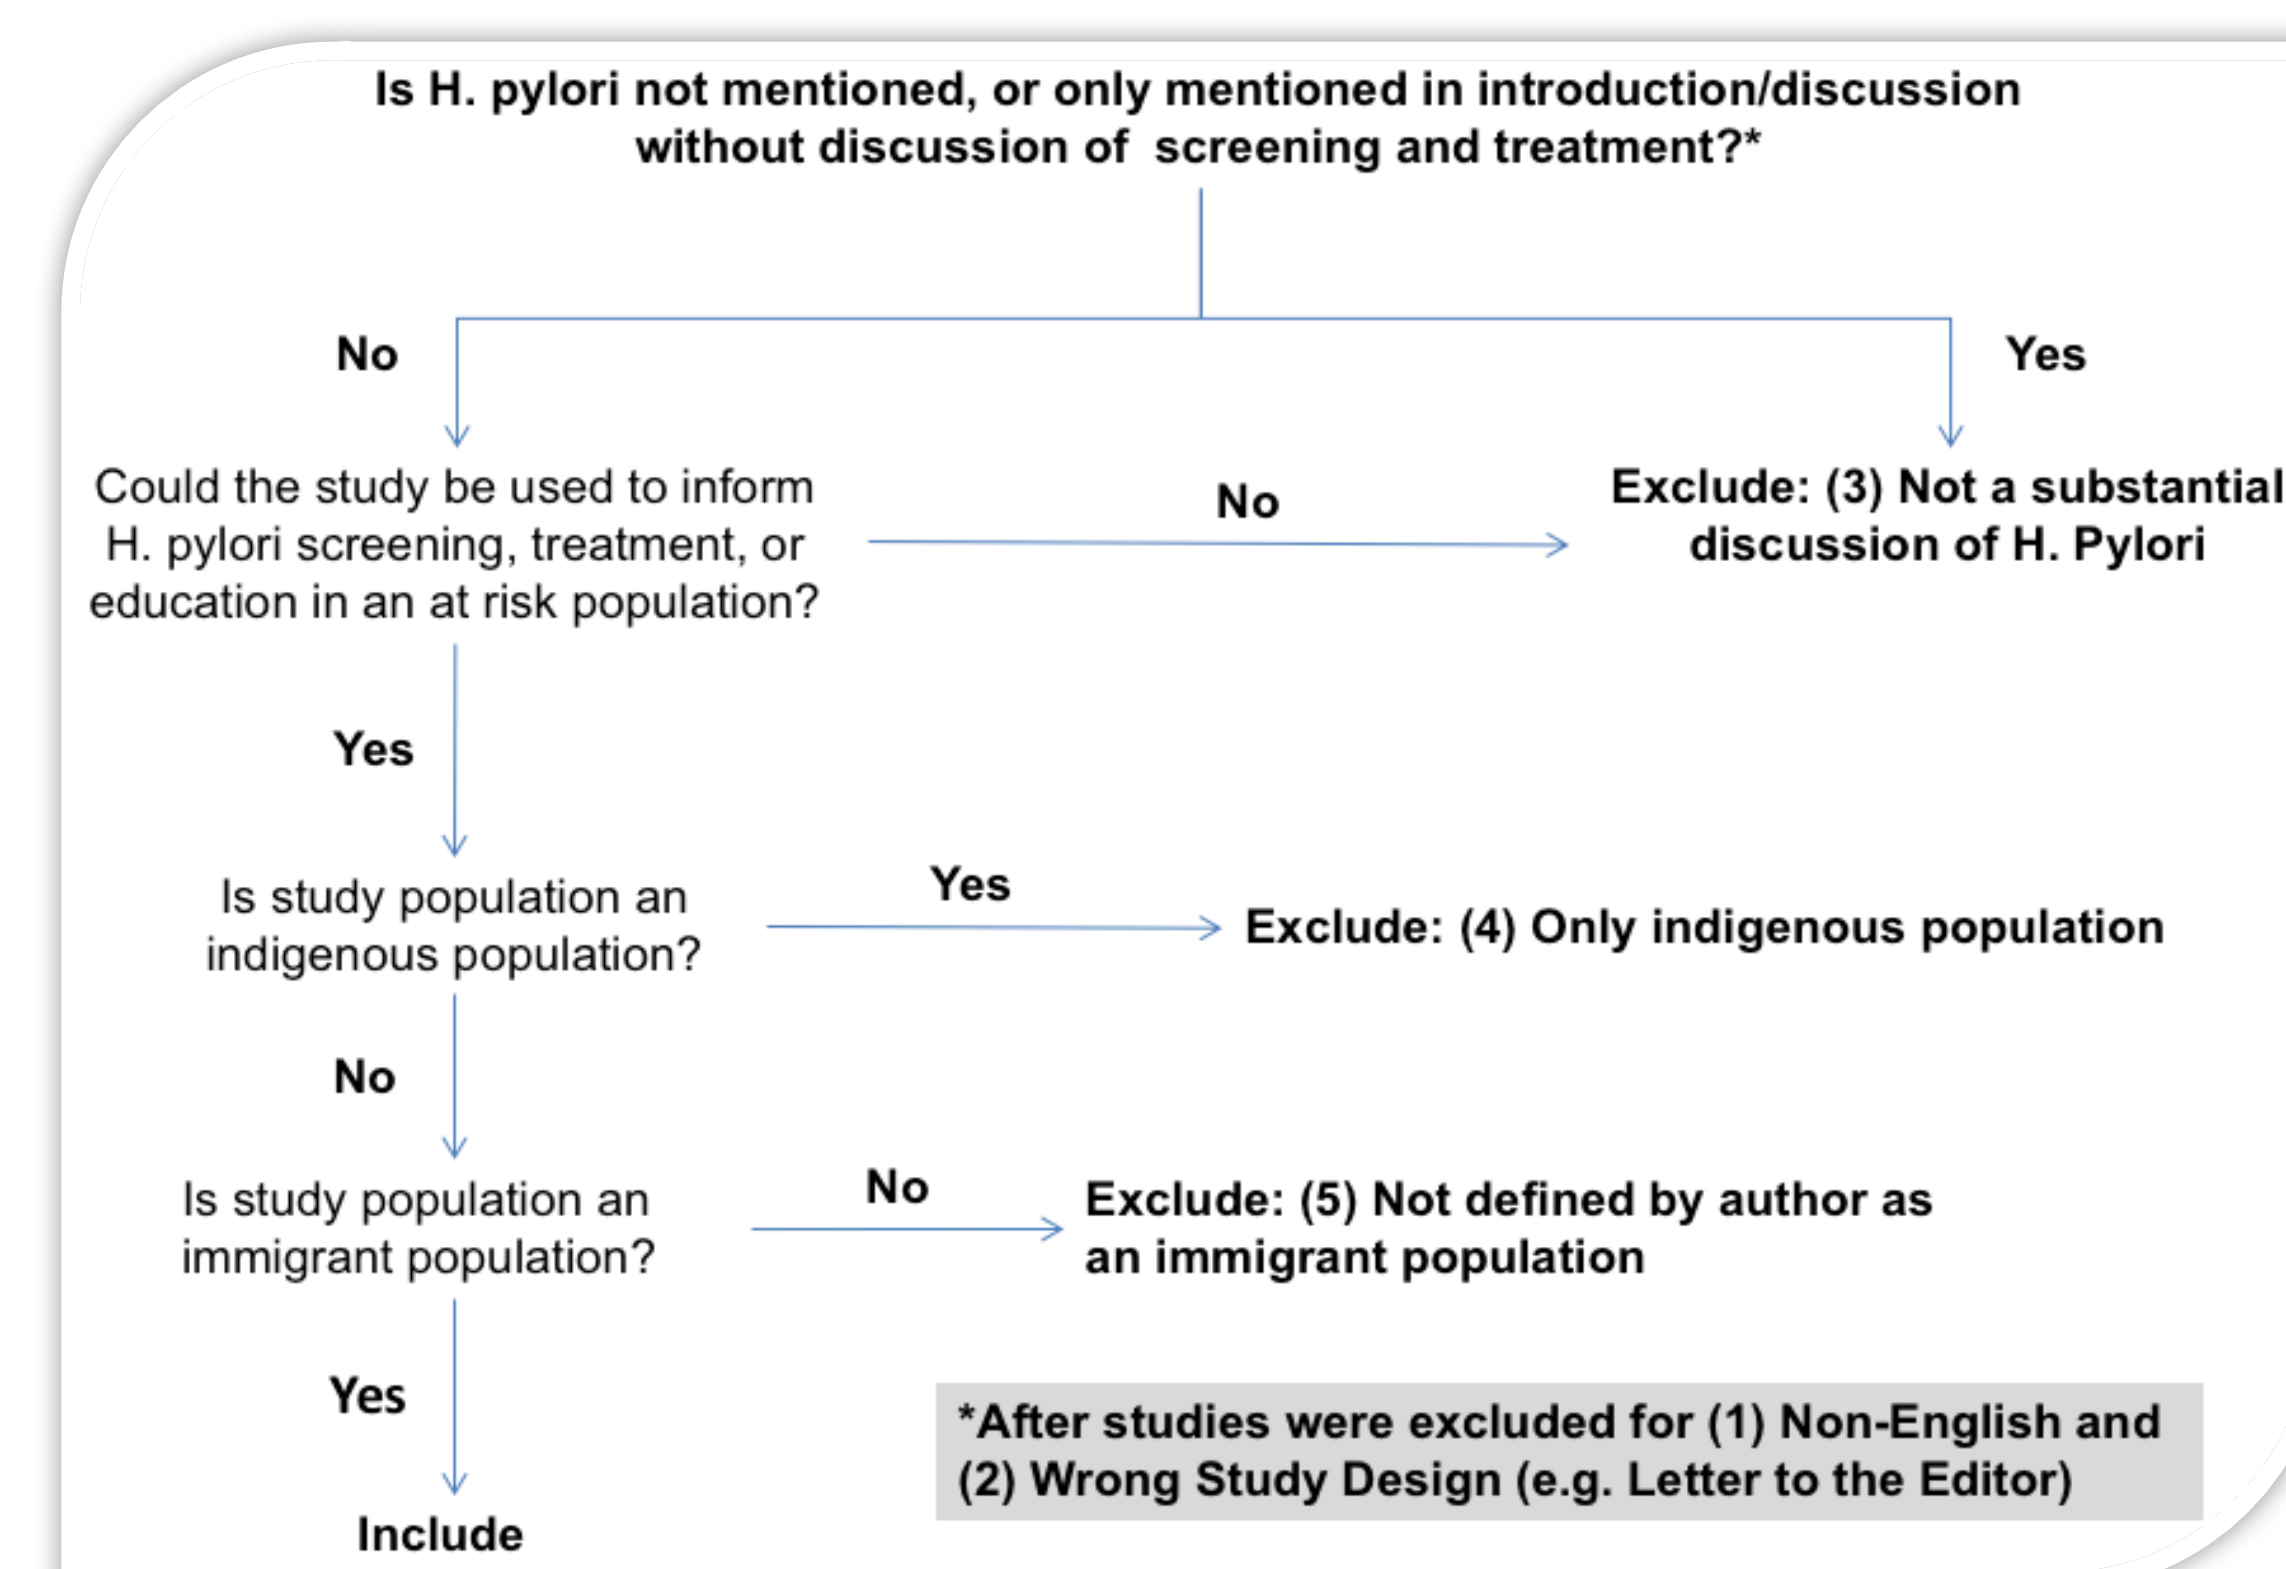 Is H. pylori not mentioned, or only mentioned in introduction/discussion
without discussion of screening and treatment?*
No
Yes
Could the study be used to inform
H. pylori screening, treatment, or
education in an at risk population?
No
Exclude: (3) Not a substantial
discussion of H. Pylori
Yes
Is study population an
indigenous population?
Yes
Exclude: (4) Only indigenous population
No
Is study population an
immigrant population?
No
Exclude: (5) Not defined by author as
an immigrant population
Yes
*After studies were excluded for (1) Non-English and
(2) Wrong Study Design (e.g. Letter to the Editor)
Include